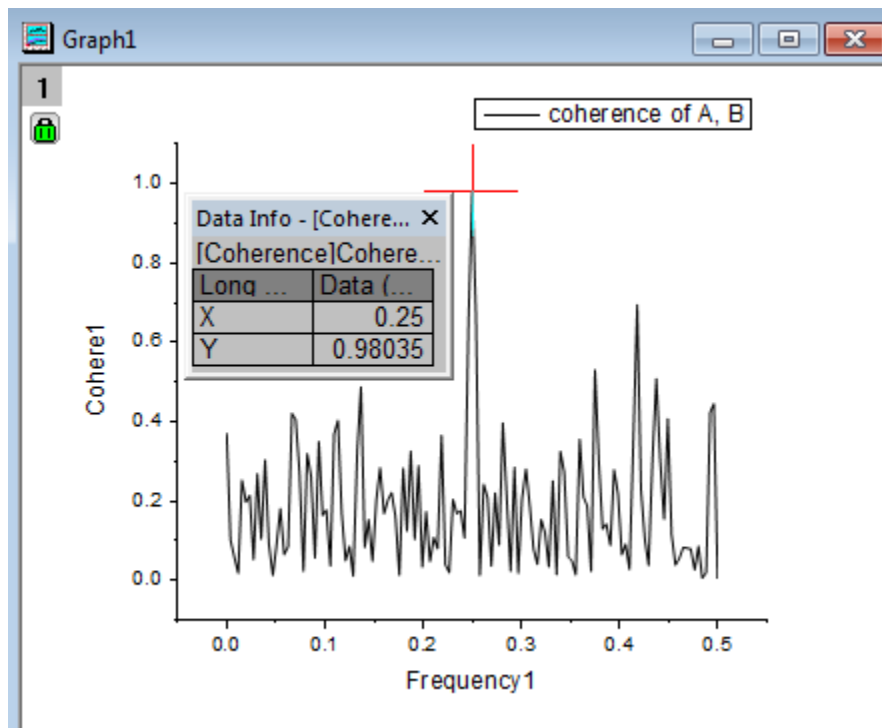 Graph1
1
coherence of A, B
Data Info - [Cohere...
[Coherence]Cohere...
Long ... Data (...
X 0.25
Y 0.98035
1.0
0.8
0.6
0.4
0.2
0.0
Cohere1
0.0 0.1 0.2 0.3 0.4 0.5
Frequency1